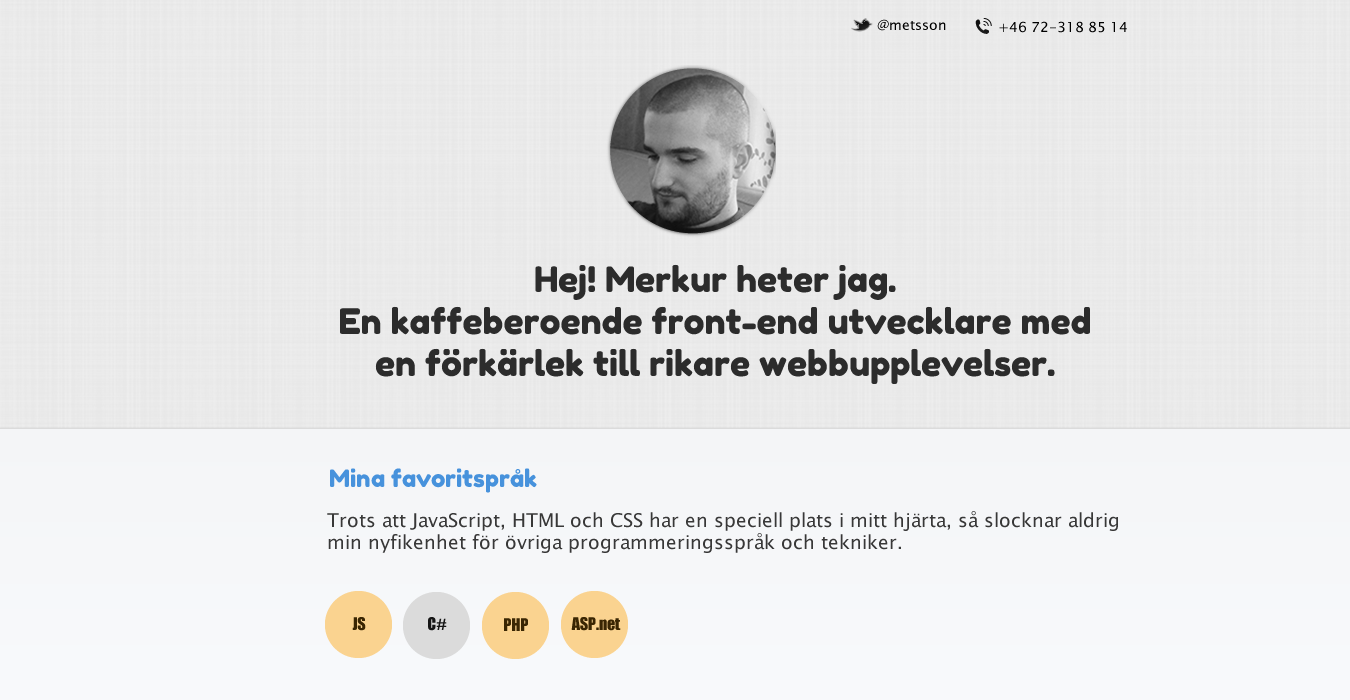 @metsson
+46 72-318 85 14
Hej! Merkur heter jag.
En kaffeberoende front-end utvecklare med
en förkärlek till rikare webbupplevelser.
Mina favoritspråk
Trots att JavaScript, HTML och CSS har en speciell plats i mitt hjärta, så slocknar aldrig
min nyfikenhet för övriga programmeringsspråk och tekniker.
JS
C#
PHP
ASP.net